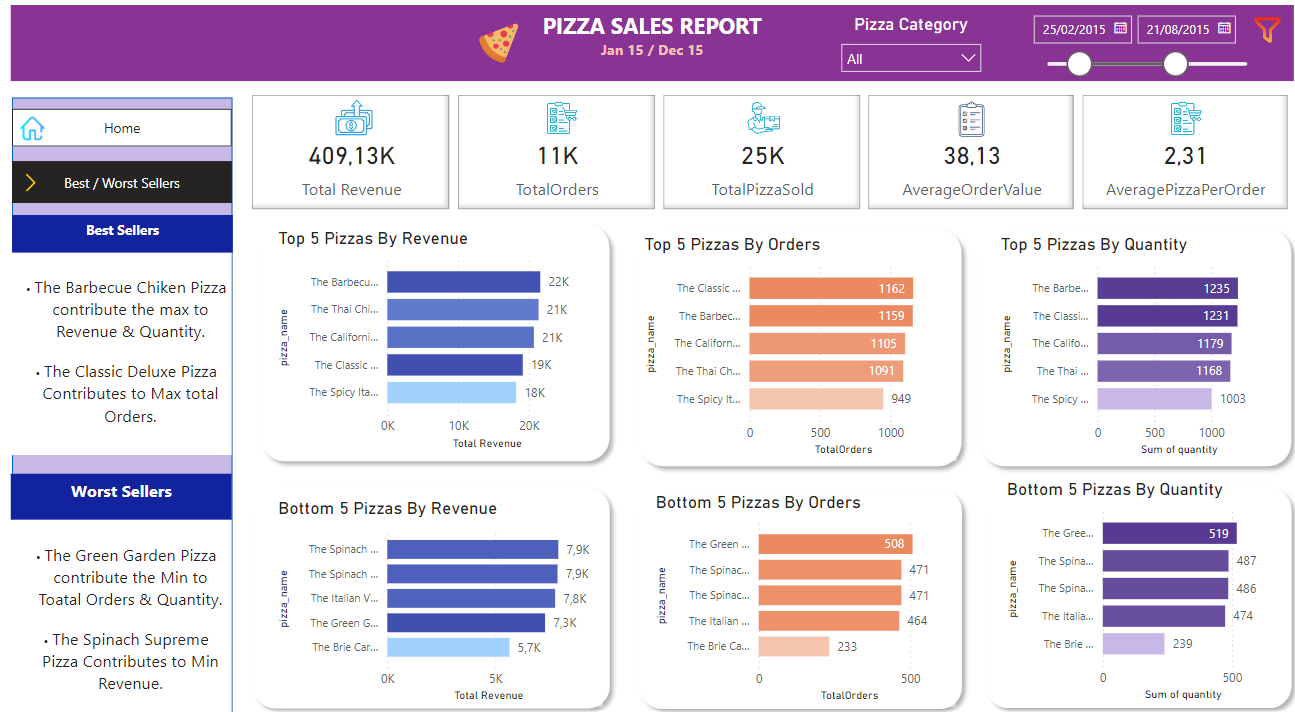 PIZZA SALES REPORT
Jan 15 / Dec 15
Pizza Category
All
25/02/2015
21/08/2015
Home
Best / Worst Sellers
Best Sellers
• The Barbecue Chiken Pizza
contribute the max to
Revenue & Quantity.
• The Classic Deluxe Pizza
Contributes to Max total
Orders.
Worst Sellers
• The Green Garden Pizza
contribute the Min to
Toatal Orders & Quantity.
• The Spinach Supreme
Pizza Contributes to Min
Revenue.
409,13K
Total Revenue
11K
TotalOrders
25K
TotalPizzaSold
38,13
AverageOrderValue
2,31
AveragePizzaPerOrder
Top 5 Pizzas By Revenue
pizza_name
The Barbecu... 22K
The Thai Chi... 21K
The Californi... 21K
The Classic ... 19K
The Spicy Ita... 18K
0K 10K 20K
Total Revenue
Top 5 Pizzas By Orders
pizza_name
The Classic ... 1162
The Barbec... 1159
The Californ... 1105
The Thai Ch... 1091
The Spicy It... 949
0 500 1000
TotalOrders
Top 5 Pizzas By Quantity
pizza_name
The Barbe... 1235
The Classi... 1231
The Califo... 1179
The Thai ... 1168
The Spicy ... 1003
0 500 1000
Sum of quantity
Bottom 5 Pizzas By Revenue
pizza_name
The Spinach ... 7,9K
The Spinach ... 7,9K
The Italian V... 7,8K
The Green G... 7,3K
The Brie Car... 5,7K
0K 5K
Total Revenue
Bottom 5 Pizzas By Orders
pizza_name
The Green ... 508
The Spinac... 471
The Spinac... 471
The Italian ... 464
The Brie Ca... 233
0 500
TotalOrders
Bottom 5 Pizzas By Quantity
pizza_name
The Gree... 519
The Spina... 487
The Spina... 486
The Italia... 474
The Brie ... 239
0 500
Sum of quantity